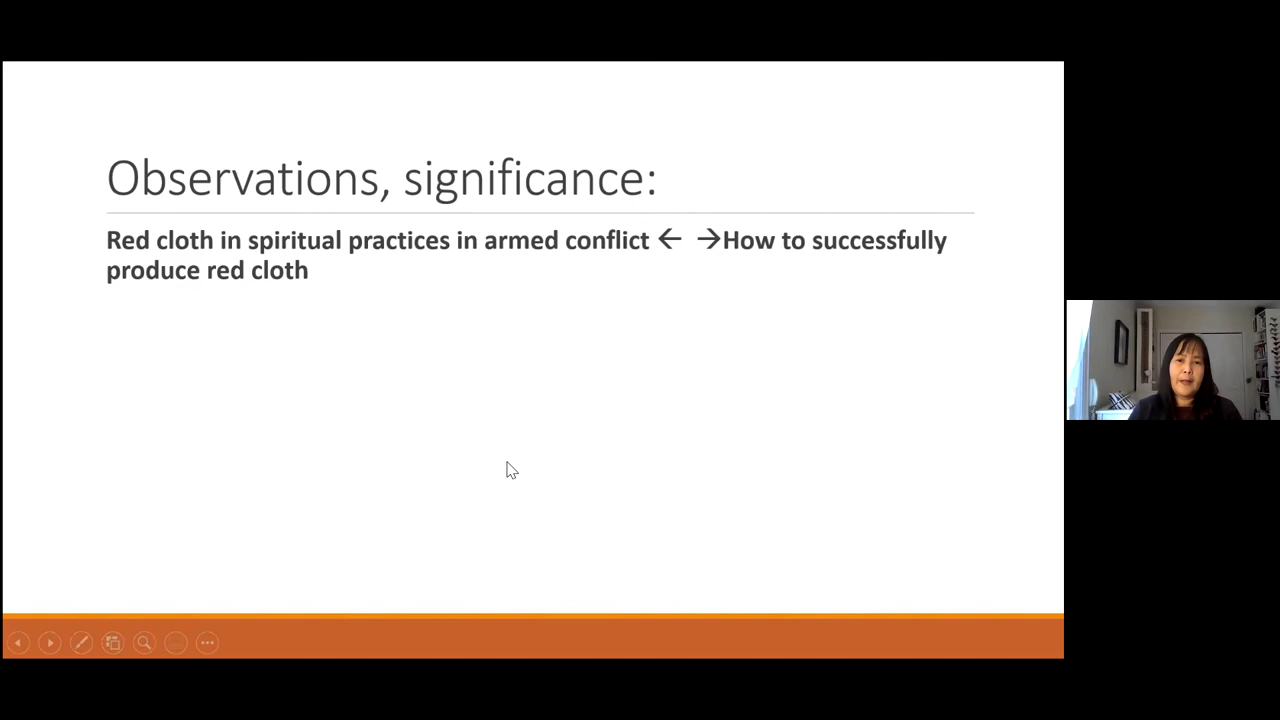 Observations, significance:
Red cloth in spiritual practices in armed conflict ← →How to successfully
produce red cloth